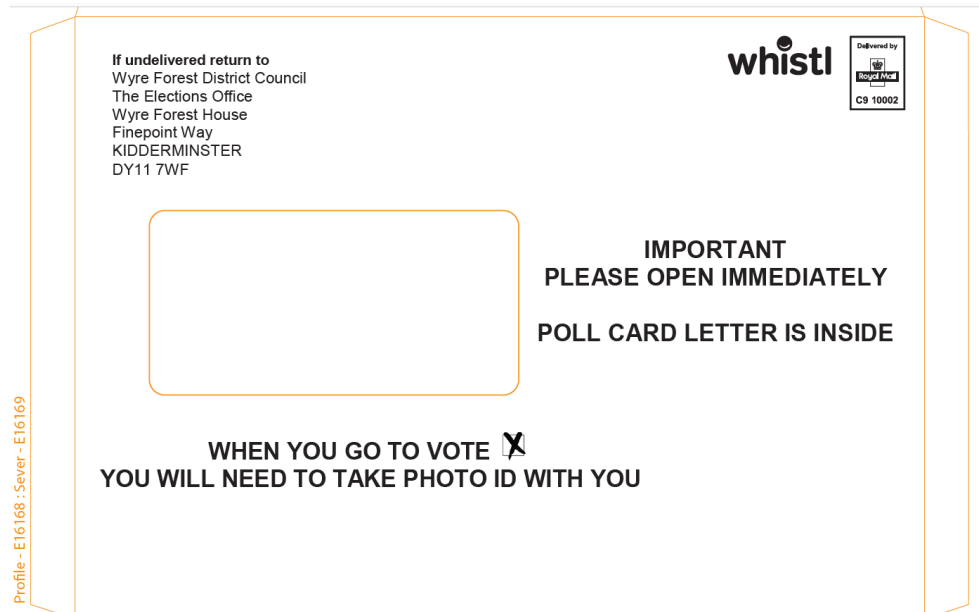 If undelivered return to
Wyre Forest District Council
The Elections Office
Wyre Forest House
Finepoint Way
KIDDERMINSTER
DY11 7WF
whistl
Delivered by
Royal Mail
C9 10002
IMPORTANT
PLEASE OPEN IMMEDIATELY
POLL CARD LETTER IS INSIDE
WHEN YOU GO TO VOTE
YOU WILL NEED TO TAKE PHOTO ID WITH YOU
Profile - E16168 : Sever - E16169